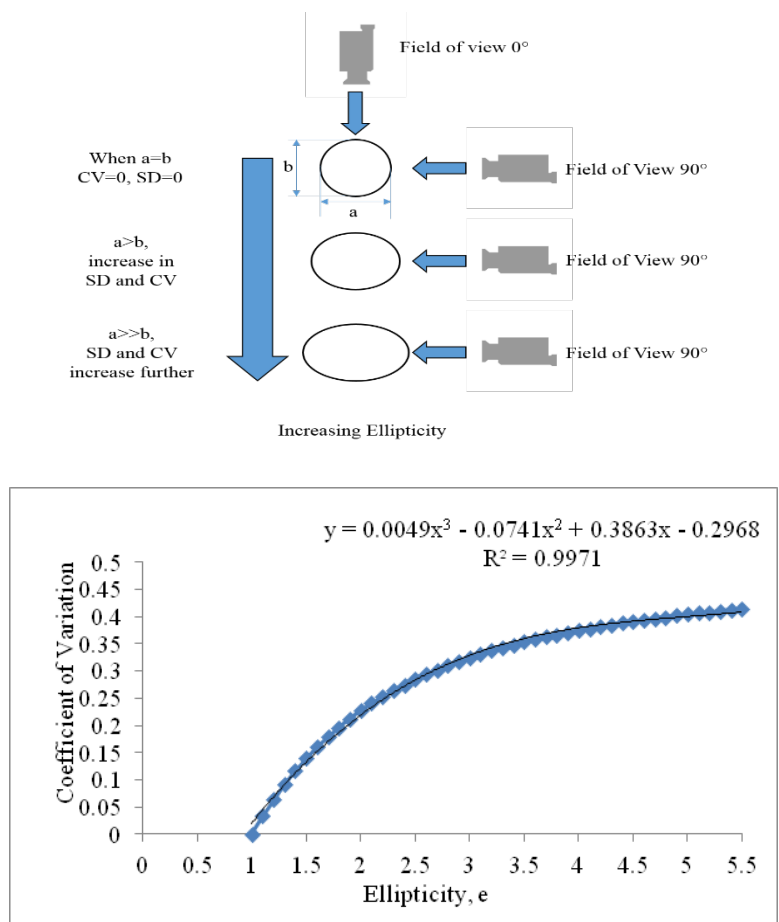 Field of view 0°
When a=b
CV=0, SD=0
b
a
Field of View 90°
a>b,
increase in
SD and CV
Field of View 90°
a>>b,
SD and CV
increase further
Field of View 90°
Increasing Ellipticity
y = 0.0049x³ - 0.0741x² + 0.3863x - 0.2968
R² = 0.9971
Coefficient of Variation
0.5
0.45
0.4
0.35
0.3
0.25
0.2
0.15
0.1
0.05
0
0 0.5 1 1.5 2 2.5 3 3.5 4 4.5 5 5.5
Ellipticity, e